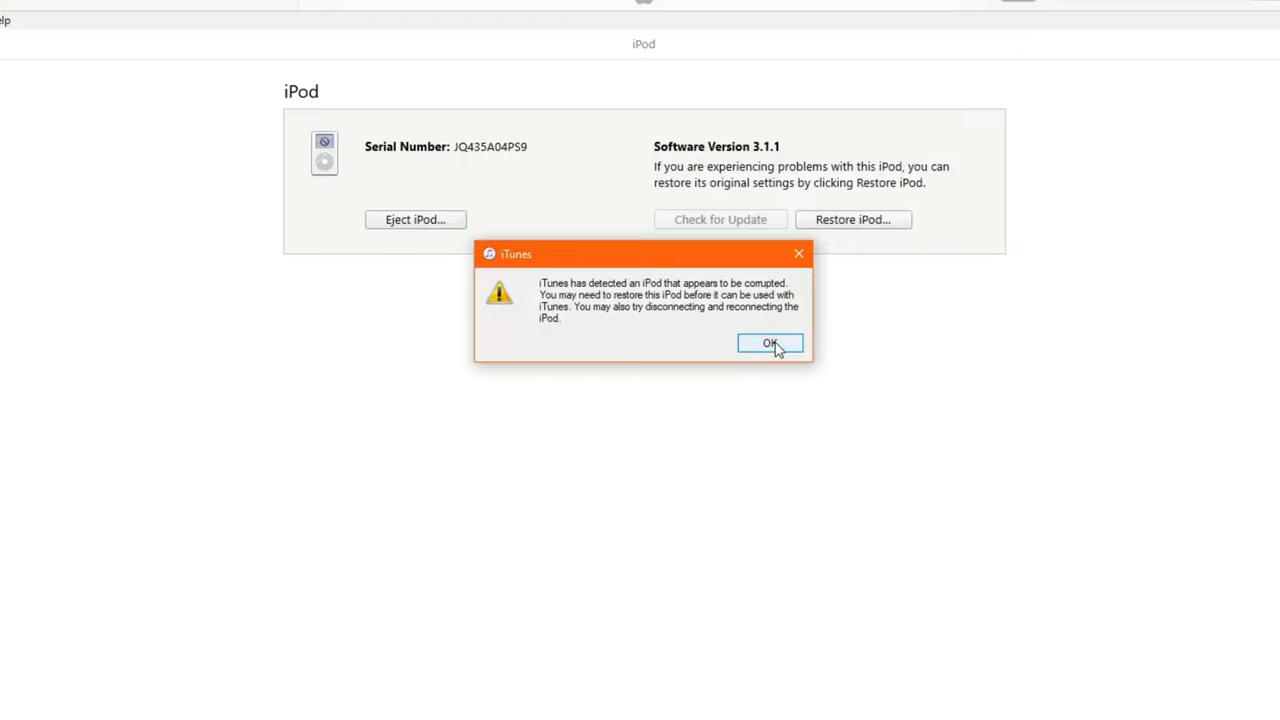 elp
iPod
iPod
Serial Number: JQ435A04PS9
Software Version 3.1.1
If you are experiencing problems with this iPod, you can
restore its original settings by clicking Restore iPod.
Eject iPod...
Check for Update
Restore iPod...
iTunes
iTunes has detected an iPod that appears to be corrupted.
You may need to restore this iPod before it can be used with
iTunes. You may also try disconnecting and reconnecting the
iPod.
OK